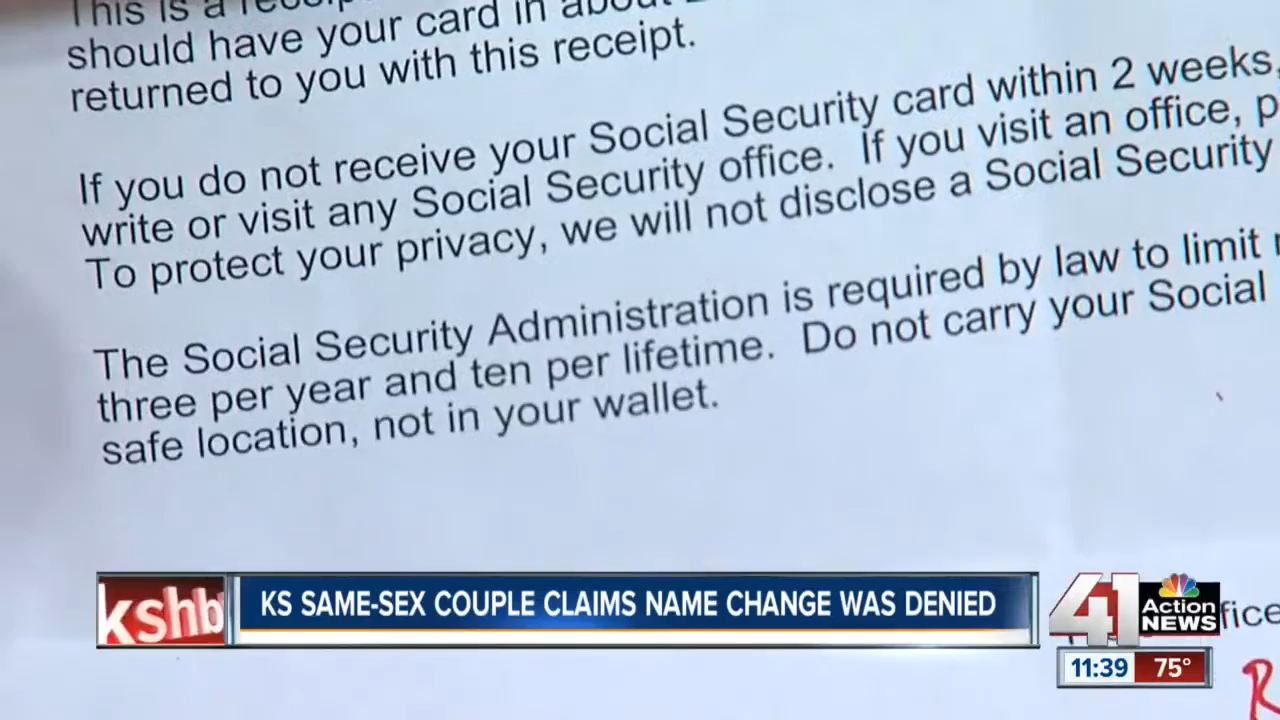 This is a receip
should have your card in about
returned to you with this receipt.
If you do not receive your Social Security card within 2 weeks,
write or visit any Social Security office. If you visit an office, p
To protect your privacy, we will not disclose a Social Security
The Social Security Administration is required by law to limit
three per year and ten per lifetime. Do not carry your Social
safe location, not in your wallet.
kshb
KS SAME-SEX COUPLE CLAIMS NAME CHANGE WAS DENIED
41
Action
NEWS
fice
11:39
75°
R